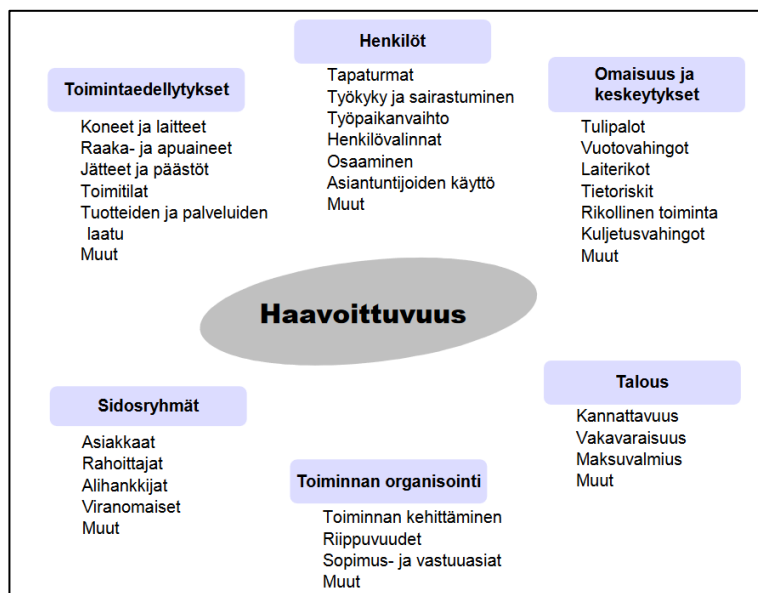 Henkilöt
Tapaturmat
Työkyky ja sairastuminen
Työpaikanvaihto
Henkilövalinnat
Osaaminen
Asiantuntijoiden käyttö
Muut
Toimintaedellytykset
Koneet ja laitteet
Raaka- ja apuaineet
Jätteet ja päästöt
Toimitilat
Tuotteiden ja palveluiden
laatu
Muut
Omaisuus ja
keskeytykset
Tulipalot
Vuotovahingot
Laiterikot
Tietoriskit
Rikollinen toiminta
Kuljetusvahingot
Muut
Haavoittuvuus
Sidosryhmät
Asiakkaat
Rahoittajat
Alihankkijat
Viranomaiset
Muut
Toiminnan organisointi
Toiminnan kehittäminen
Riippuvuudet
Sopimus- ja vastuuasiat
Muut
Talous
Kannattavuus
Vakavaraisuus
Maksuvalmius
Muut